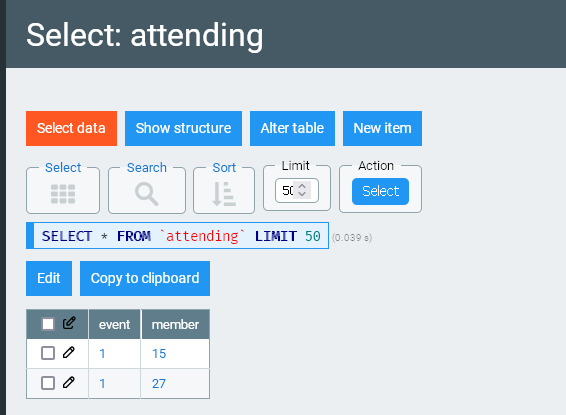 Select: attending
Select data Show structure Alter table New item
Select Search Sort Limit Action
50 Select
SELECT * FROM `attending` LIMIT 50 (0.039 s)
Edit Copy to clipboard
event member
1 15
1 27